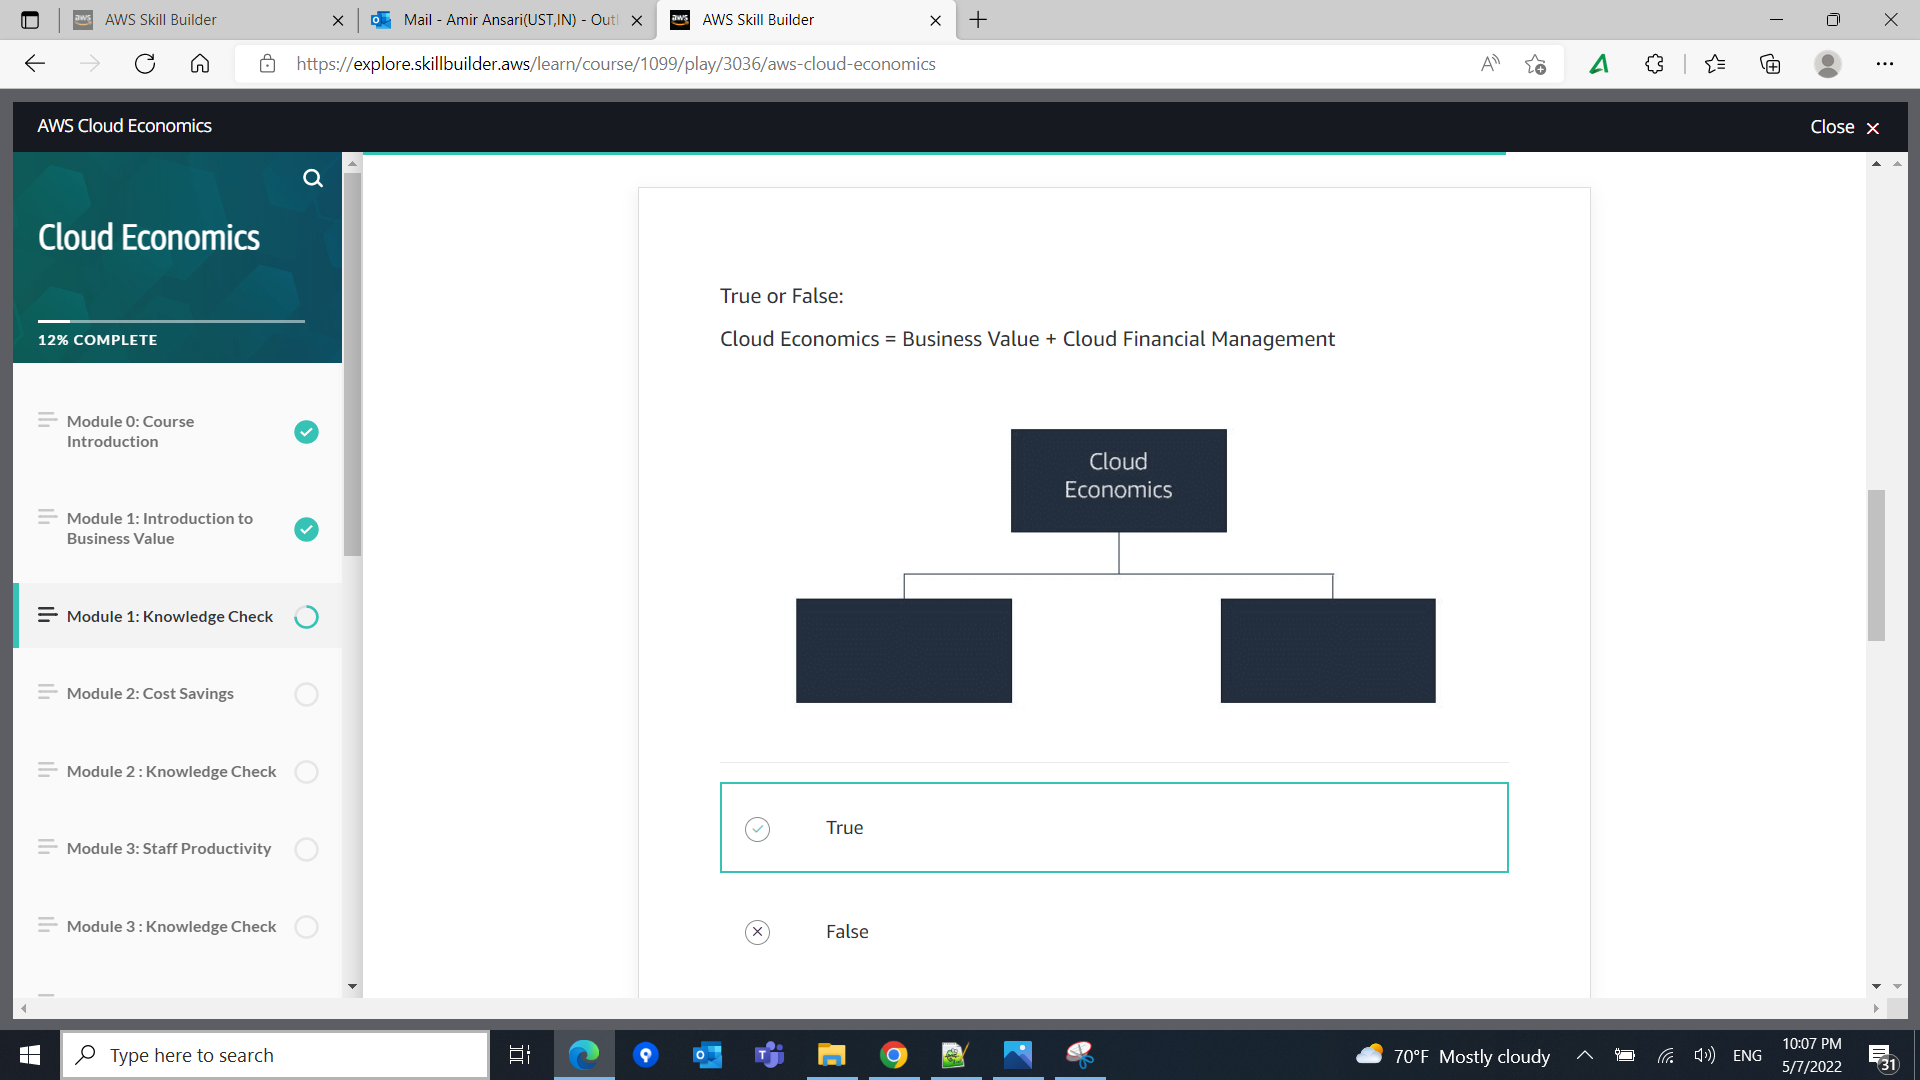 AWS Skill Builder
Mail - Amir Ansari(UST,IN) - Out
AWS Skill Builder
https://explore.skillbuilder.aws/learn/course/1099/play/3036/aws-cloud-economics
AWS Cloud Economics
Close
Cloud Economics
12% COMPLETE
Module 0: Course
Introduction
Module 1: Introduction to
Business Value
Module 1: Knowledge Check
Module 2: Cost Savings
Module 2 : Knowledge Check
Module 3: Staff Productivity
Module 3 : Knowledge Check
True or False:
Cloud Economics = Business Value + Cloud Financial Management
Cloud
Economics
True
False
Type here to search
70°F Mostly cloudy
ENG
10:07 PM
5/7/2022
31